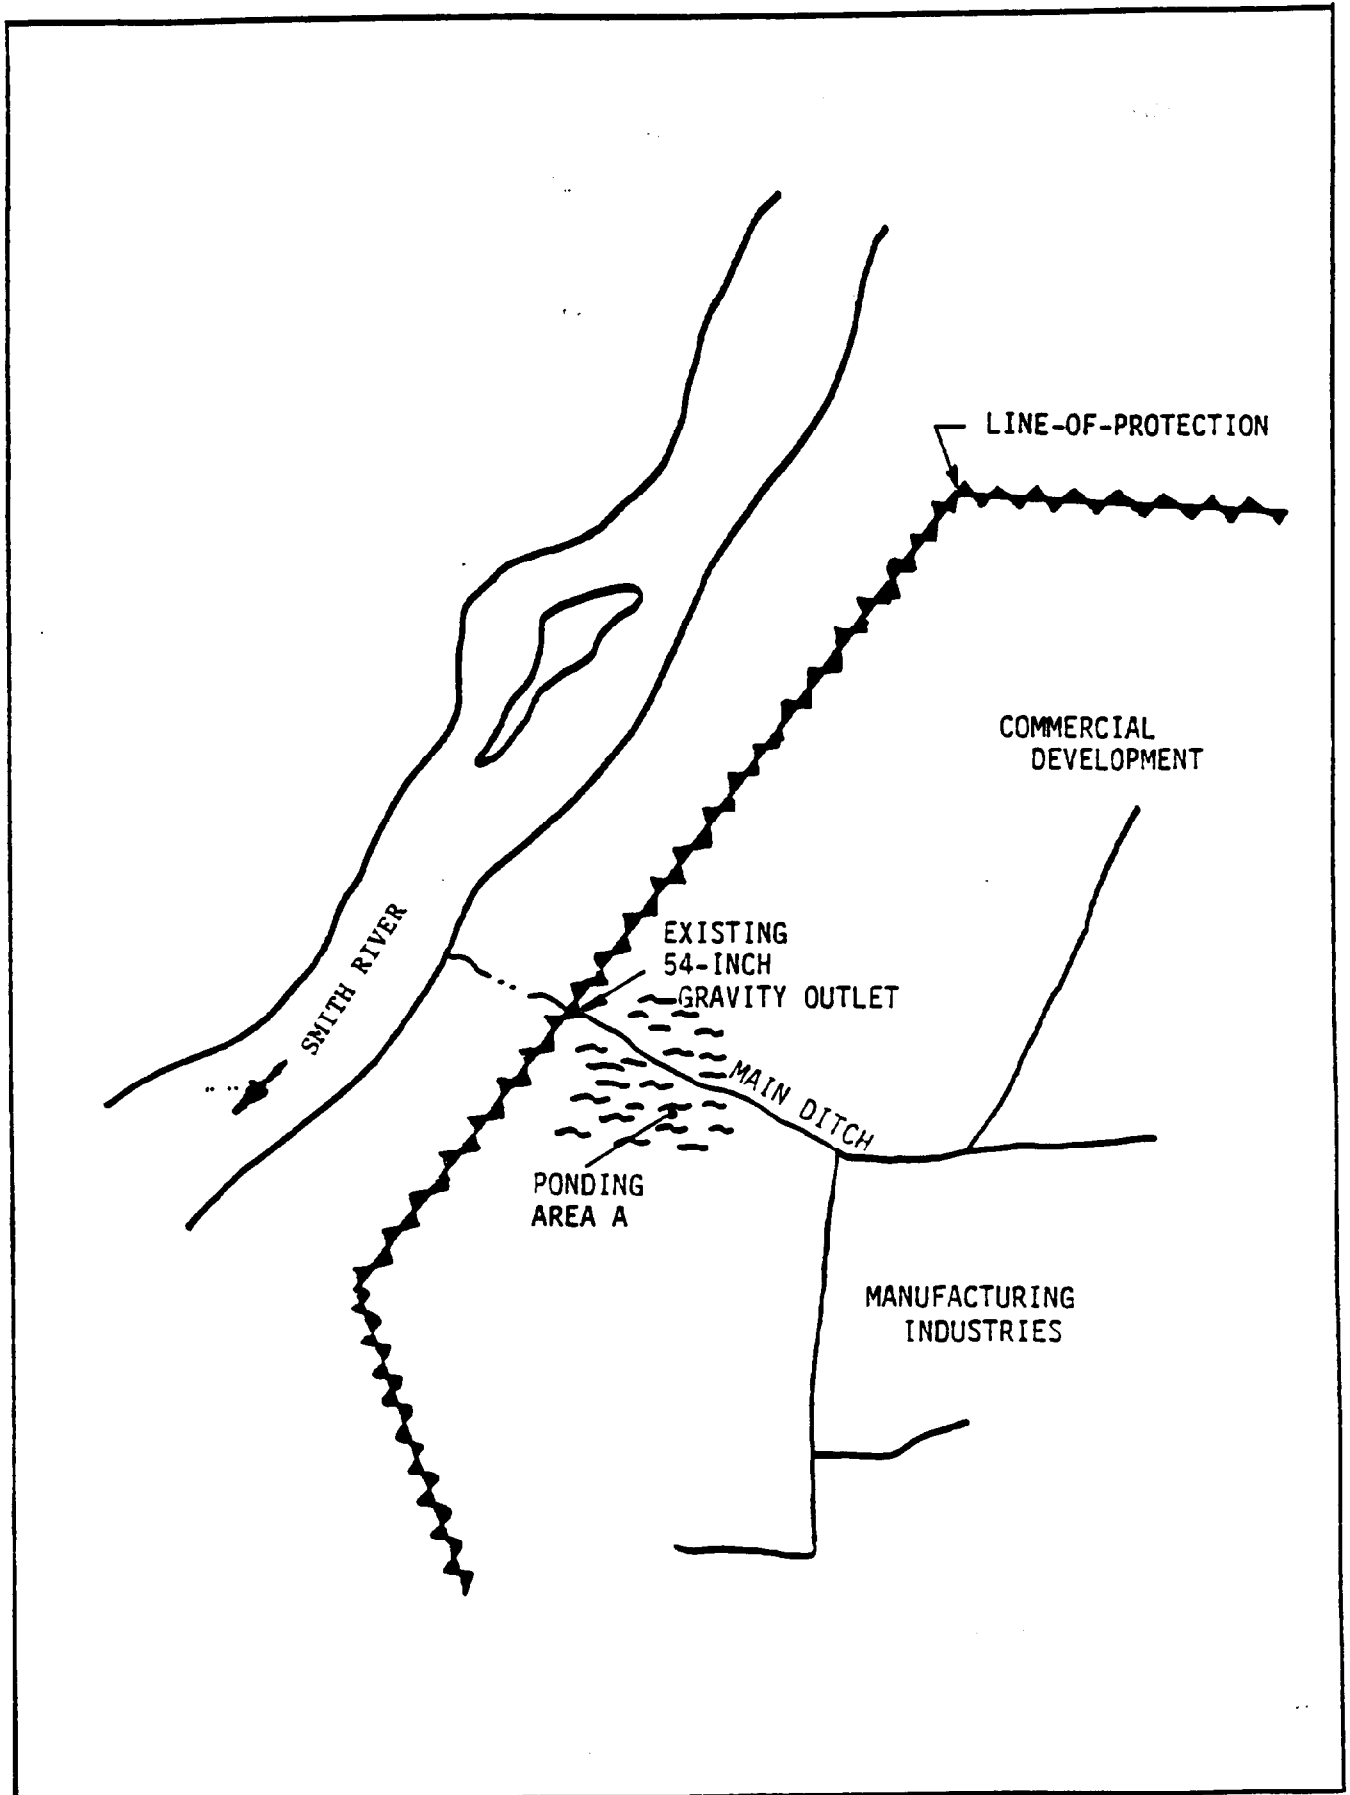 LINE-OF-PROTECTION
COMMERCIAL
DEVELOPMENT
EXISTING
54-INCH
GRAVITY OUTLET
SMITH RIVER
MAIN DITCH
PONDING
AREA A
MANUFACTURING
INDUSTRIES